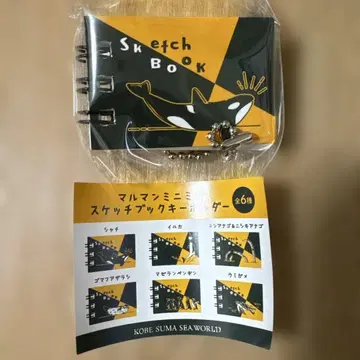 Sketch
Book
マルマンミニミニ
スケッチブックキーホルダー
全6種
シャチ
イルカ
チンアナゴ&ニシキアナゴ
ゴマフアザラシ
マゼランペンギン
ウミガメ
KOBE SUMA SEA WORLD